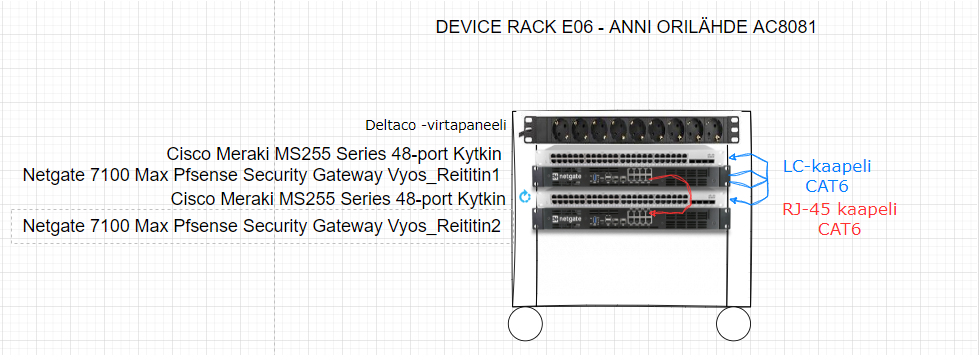 DEVICE RACK E06 - ANNI ORILÄHDE AC8081
Deltaco -virtapaneeli
Cisco Meraki MS255 Series 48-port Kytkin
Netgate 7100 Max Pfsense Security Gateway Vyos_Reititin1
Cisco Meraki MS255 Series 48-port Kytkin
Netgate 7100 Max Pfsense Security Gateway Vyos_Reititin2
netgate
netgate
LC-kaapeli
CAT6
RJ-45 kaapeli
CAT6